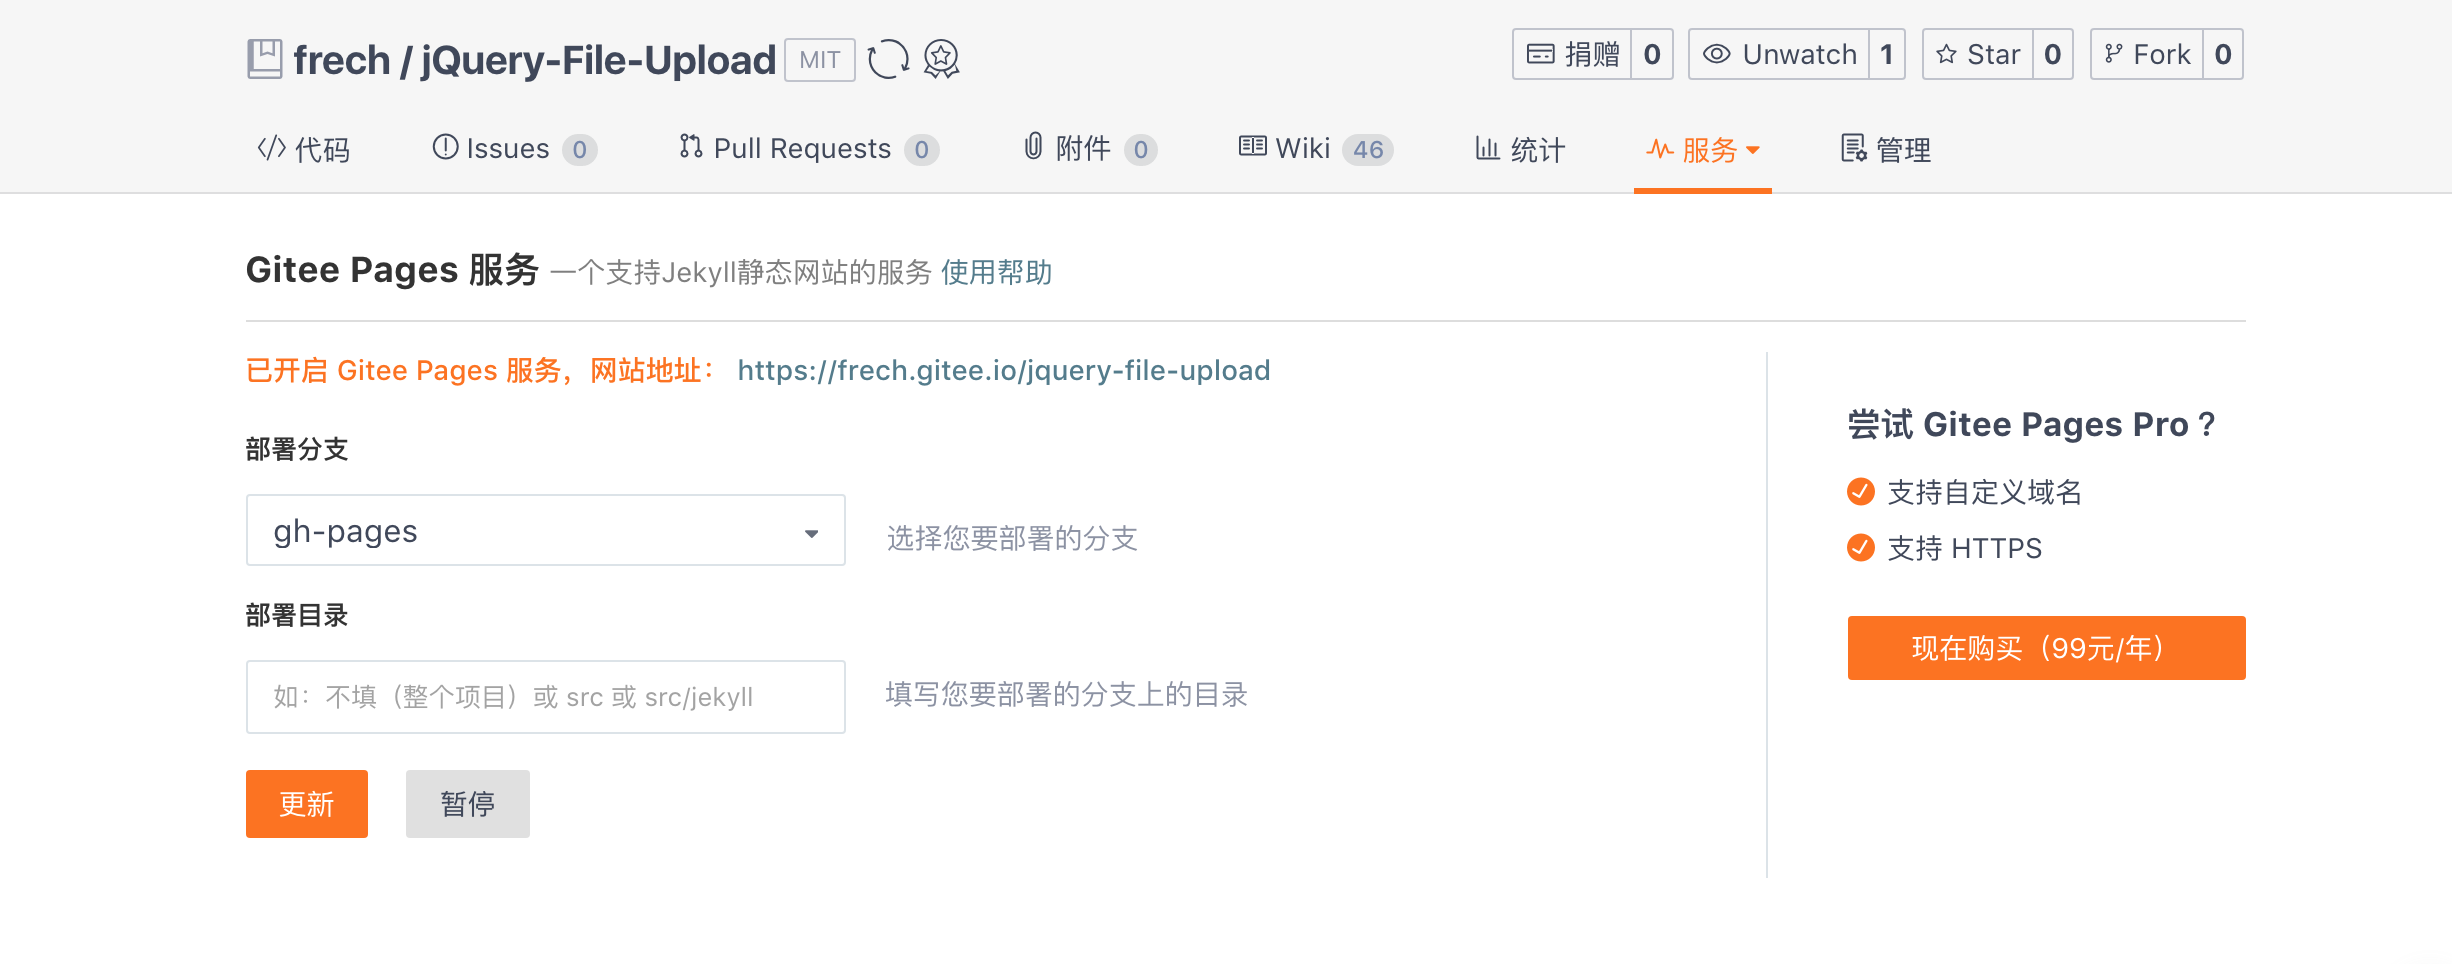 frech / jQuery-File-Upload MIT
捐赠 0 Unwatch 1 Star 0 Fork 0
代码 Issues 0 Pull Requests 0 附件 0 Wiki 46 统计 服务 管理
Gitee Pages 服务 一个支持Jekyll静态网站的服务 使用帮助
已开启 Gitee Pages 服务，网站地址： https://frech.gitee.io/jquery-file-upload
部署分支
gh-pages 选择您要部署的分支
部署目录
如：不填（整个项目）或 src 或 src/jekyll 填写您要部署的分支上的目录
更新 暂停
尝试 Gitee Pages Pro ?
支持自定义域名
支持 HTTPS
现在购买（99元/年）